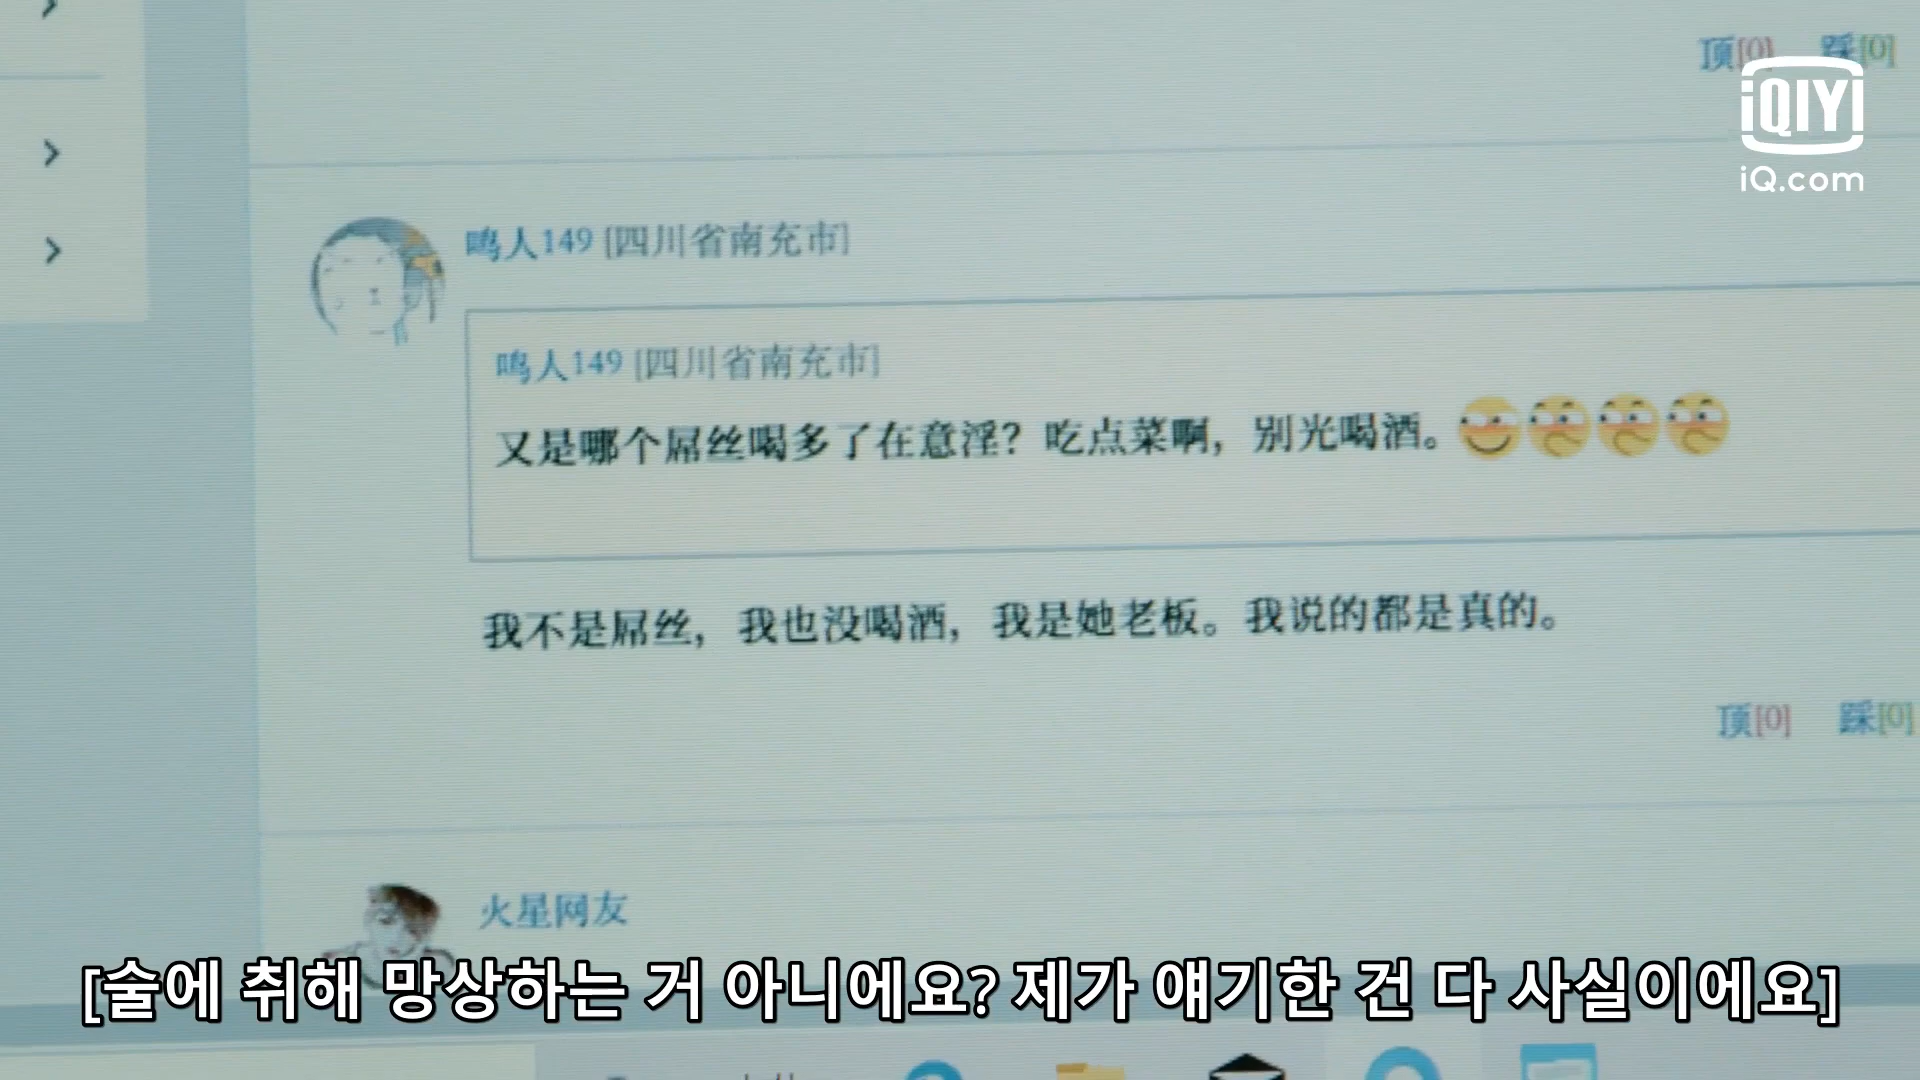 顶[0] 踩[0]
iQIYI
iQ.com
鸣人149 [四川省南充市]
鸣人149 [四川省南充市]
又是哪个屌丝喝多了在意淫？吃点菜啊，别光喝酒。
我不是屌丝，我也没喝酒，我是她老板。我说的都是真的。
顶[0] 踩[0]
火星网友
[술에 취해 망상하는 거 아니에요? 제가 얘기한 건 다 사실이에요]